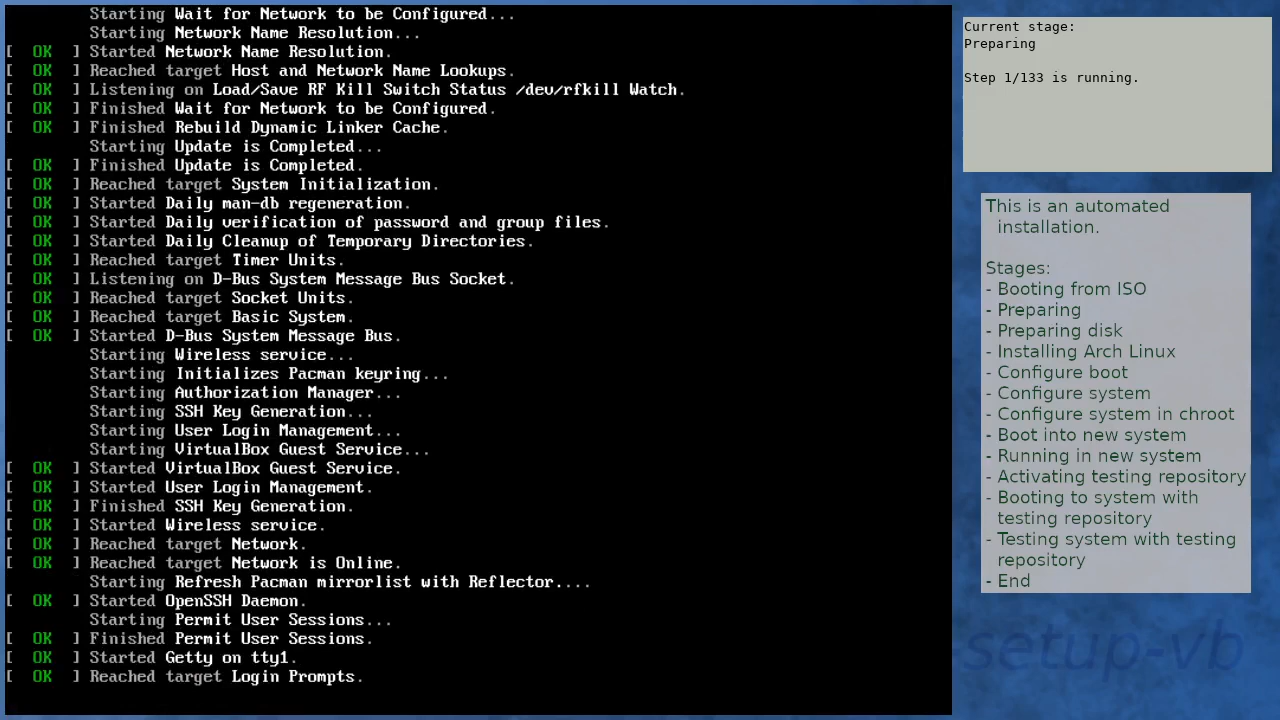 Starting Wait for Network to be Configured...
Starting Network Name Resolution...
[ OK ] Started Network Name Resolution.
[ OK ] Reached target Host and Network Name Lookups.
[ OK ] Listening on Load/Save RF Kill Switch Status /dev/rfkill Watch.
[ OK ] Finished Wait for Network to be Configured.
[ OK ] Finished Rebuild Dynamic Linker Cache.
Starting Update is Completed...
[ OK ] Finished Update is Completed.
[ OK ] Reached target System Initialization.
[ OK ] Started Daily man-db regeneration.
[ OK ] Started Daily verification of password and group files.
[ OK ] Started Daily Cleanup of Temporary Directories.
[ OK ] Reached target Timer Units.
[ OK ] Listening on D-Bus System Message Bus Socket.
[ OK ] Reached target Socket Units.
[ OK ] Reached target Basic System.
[ OK ] Started D-Bus System Message Bus.
Starting Wireless service...
Starting Initializes Pacman keyring...
Starting Authorization Manager...
Starting SSH Key Generation...
Starting User Login Management...
Starting VirtualBox Guest Service...
[ OK ] Started VirtualBox Guest Service.
[ OK ] Started User Login Management.
[ OK ] Finished SSH Key Generation.
[ OK ] Started Wireless service.
[ OK ] Reached target Network.
[ OK ] Reached target Network is Online.
Starting Refresh Pacman mirrorlist with Reflector....
[ OK ] Started OpenSSH Daemon.
Starting Permit User Sessions...
[ OK ] Finished Permit User Sessions.
[ OK ] Started Getty on tty1.
[ OK ] Reached target Login Prompts.
Current stage:
Preparing
Step 1/133 is running.
This is an automated
installation.
Stages:
- Booting from ISO
- Preparing
- Preparing disk
- Installing Arch Linux
- Configure boot
- Configure system
- Configure system in chroot
- Boot into new system
- Running in new system
- Activating testing repository
- Booting to system with
testing repository
- Testing system with testing
repository
- End
-setup-vb